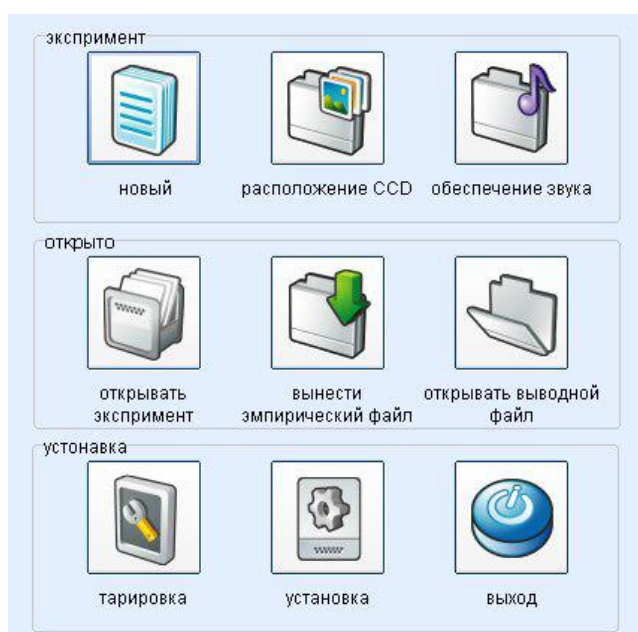 экспримент
новый
расположение CCD
обеспечение звука
открыто
открывать
экспримент
вынести
эмпирический файл
открывать выводной
файл
устонавка
тарировка
установка
выход